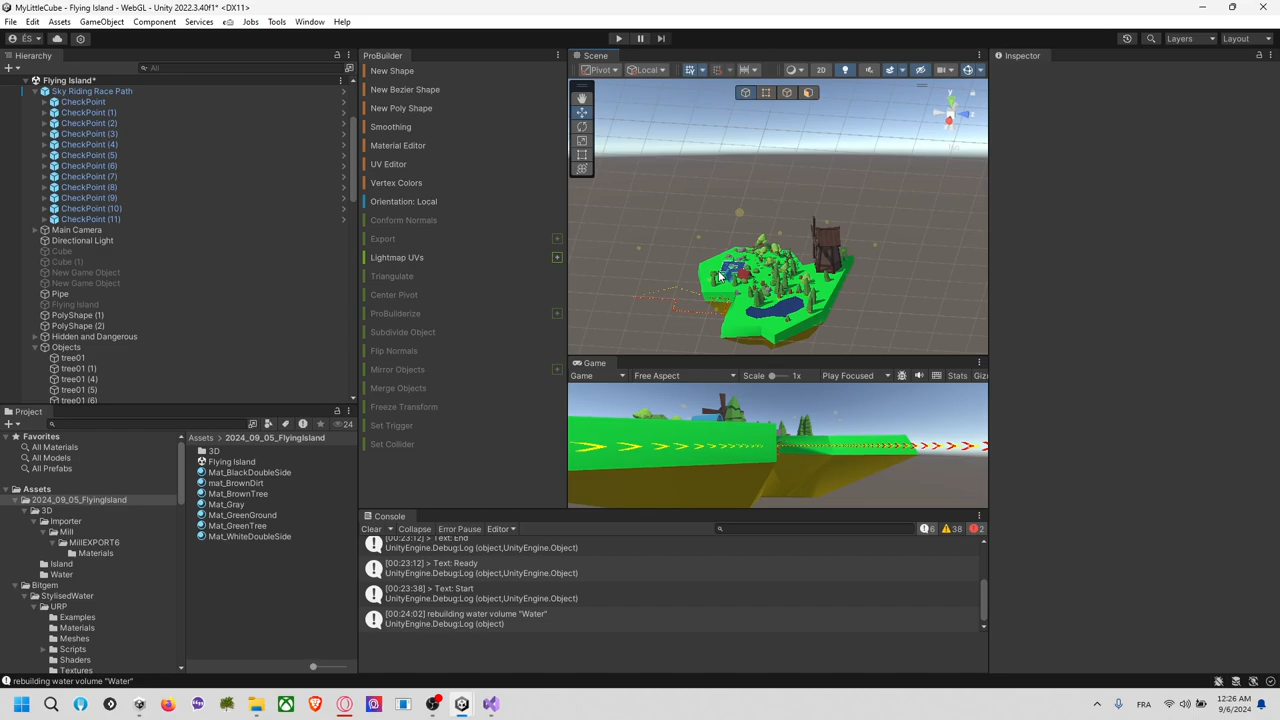 MyLittleCube - Flying Island - WebGL - Unity 2022.3.40f1* <DX11>
File Edit Assets GameObject Component Services Jobs Tools Window Help
ÉS Layers Layout
Hierarchy
All
Flying Island*
Sky Riding Race Path
CheckPoint
CheckPoint (1)
CheckPoint (2)
CheckPoint (3)
CheckPoint (4)
CheckPoint (5)
CheckPoint (6)
CheckPoint (7)
CheckPoint (8)
CheckPoint (9)
CheckPoint (10)
CheckPoint (11)
Main Camera
Directional Light
Cube
Cube (1)
New Game Object
New Game Object
Pipe
Flying Island
PolyShape (1)
PolyShape (2)
Hidden and Dangerous
Objects
tree01
tree01 (1)
tree01 (4)
tree01 (5)
tree01 (6)
Project
24
Favorites
All Materials
All Models
All Prefabs
Assets
2024_09_05_FlyingIsland
3D
Importer
Mill
MillEXPORT6
Materials
Island
Water
Bitgem
StylisedWater
URP
Examples
Materials
Meshes
Scripts
Shaders
Textures
Assets > 2024_09_05_FlyingIsland
3D
Flying Island
Mat_BlackDoubleSide
mat_BrownDirt
Mat_BrownTree
Mat_Gray
Mat_GreenGround
Mat_GreenTree
Mat_WhiteDoubleSide
ProBuilder
New Shape
New Bezier Shape
New Poly Shape
Smoothing
Material Editor
UV Editor
Vertex Colors
Orientation: Local
Conform Normals
Export
Lightmap UVs
Triangulate
Center Pivot
ProBuilderize
Subdivide Object
Flip Normals
Mirror Objects
Merge Objects
Freeze Transform
Set Trigger
Set Collider
Scene
Pivot Local 2D
y
z
Game
Game Free Aspect Scale 1x Play Focused Stats Giz
Console
Clear Collapse Error Pause Editor 6 38 2
[00:23:12] > Text: End
UnityEngine.Debug:Log (object,UnityEngine.Object)
[00:23:12] > Text: Ready
UnityEngine.Debug:Log (object,UnityEngine.Object)
[00:23:38] > Text: Start
UnityEngine.Debug:Log (object,UnityEngine.Object)
[00:24:02] rebuilding water volume "Water"
UnityEngine.Debug:Log (object)
Inspector
rebuilding water volume "Water"
FRA
12:26 AM
9/6/2024